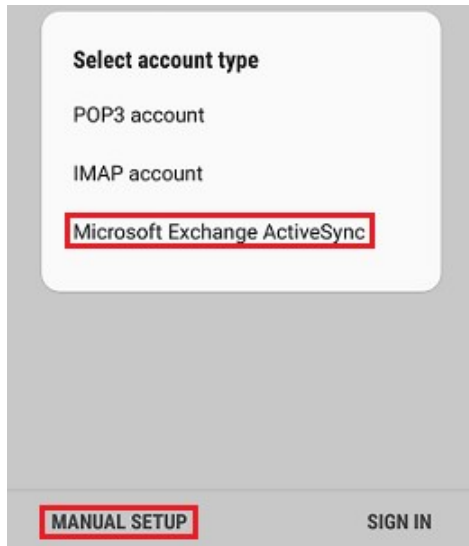 Select account type
POP3 account
IMAP account
Microsoft Exchange ActiveSync
MANUAL SETUP
SIGN IN